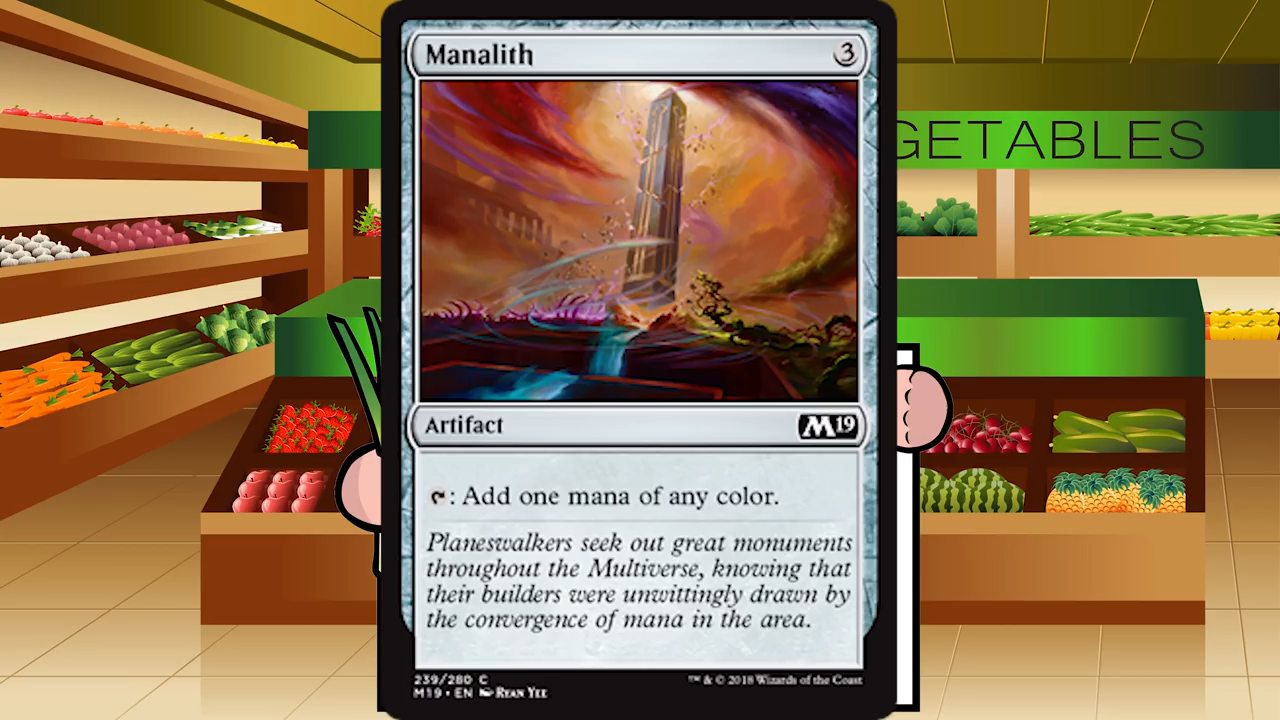 Manalith 3
GETABLES
Artifact M19
: Add one mana of any color.
Planeswalkers seek out great monuments
throughout the Multiverse, knowing that
their builders were unwittingly drawn by
the convergence of mana in the area.
239/280 C
M19 • EN Ryan Yee
™ & © 2018 Wizards of the Coast